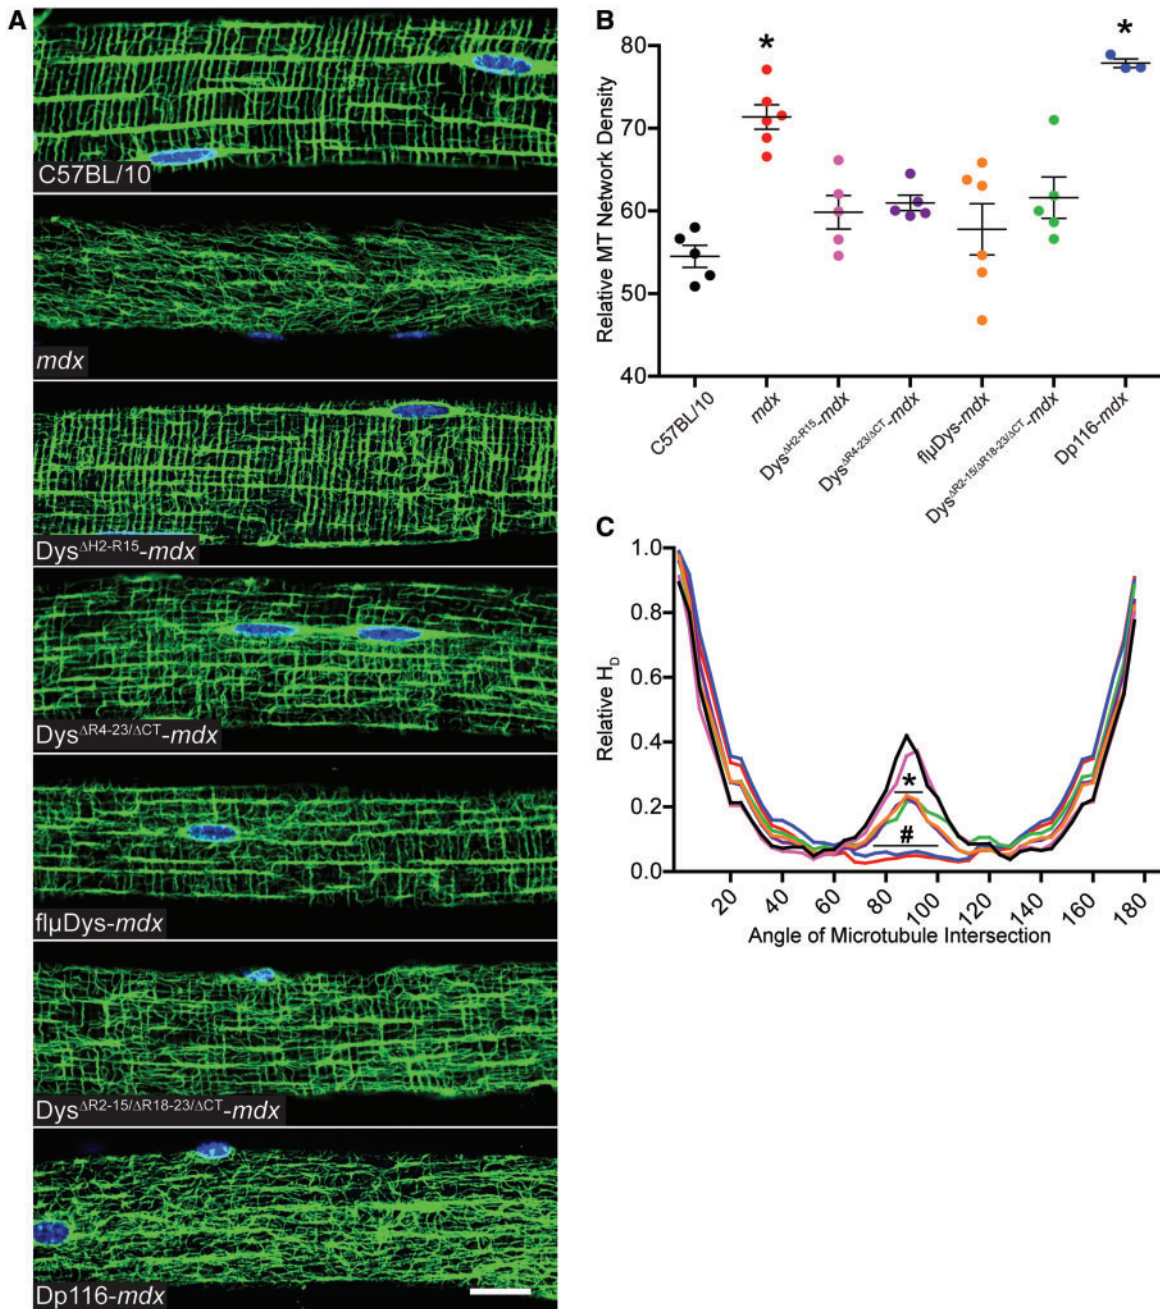 A
C57BL/10
mdx
Dys^ΔH2-R15-mdx
Dys^ΔR4-23/ΔCT-mdx
flμDys-mdx
Dys^ΔR2-15/ΔR18-23/ΔCT-mdx
Dp116-mdx
B
Relative MT Network Density
80
70
60
50
40
*
*
C57BL/10
mdx
Dys^ΔH2-R15-mdx
Dys^ΔR4-23/ΔCT-mdx
flμDys-mdx
Dys^ΔR2-15/ΔR18-23/ΔCT-mdx
Dp116-mdx
C
Relative H_D
1.0
0.8
0.6
0.4
0.2
0.0
*
#
20
40
60
80
100
120
140
160
180
Angle of Microtubule Intersection